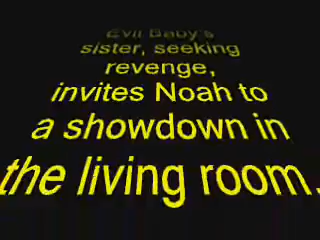 Evil Baby's
sister, seeking
revenge,
invites Noah to
a showdown in
the living room.